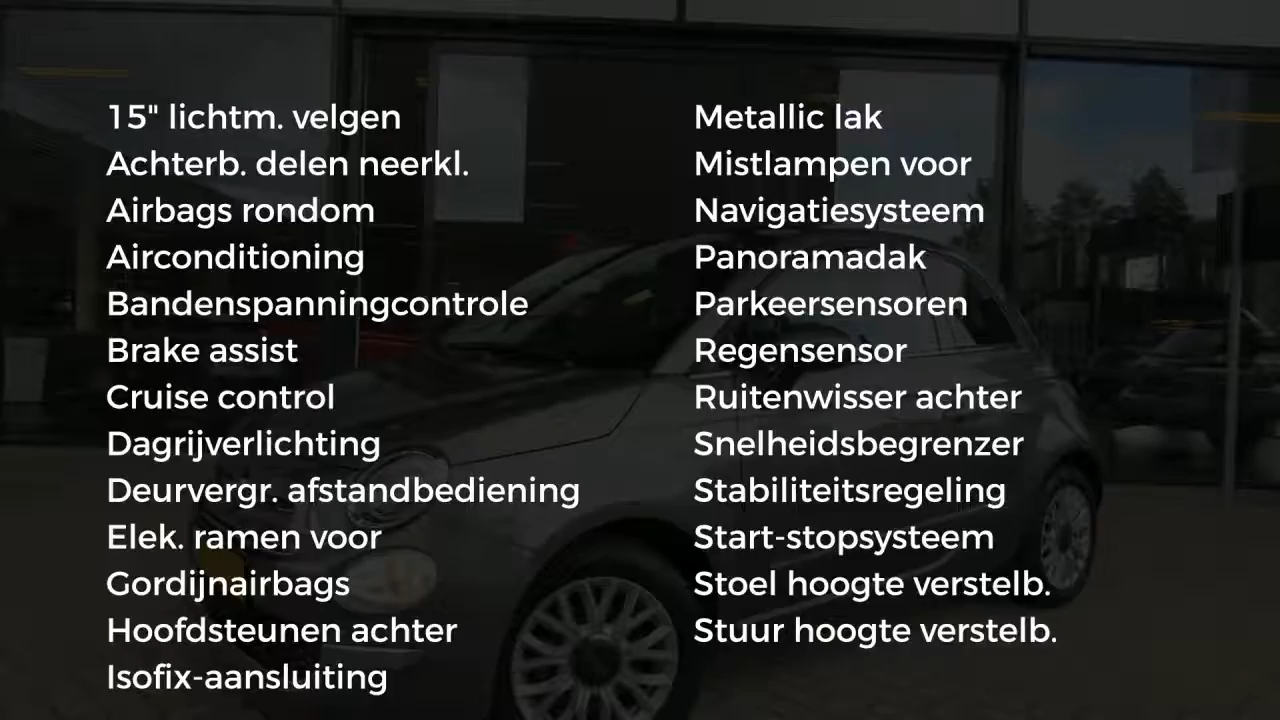 15" lichtm. velgen
Achterb. delen neerkl.
Airbags rondom
Airconditioning
Bandenspanningcontrole
Brake assist
Cruise control
Dagrijverlichting
Deurvergr. afstandbediening
Elek. ramen voor
Gordijnairbags
Hoofdsteunen achter
Isofix-aansluiting
Metallic lak
Mistlampen voor
Navigatiesysteem
Panoramadak
Parkeersensoren
Regensensor
Ruitenwisser achter
Snelheidsbegrenzer
Stabiliteitsregeling
Start-stopsysteem
Stoel hoogte verstelb.
Stuur hoogte verstelb.